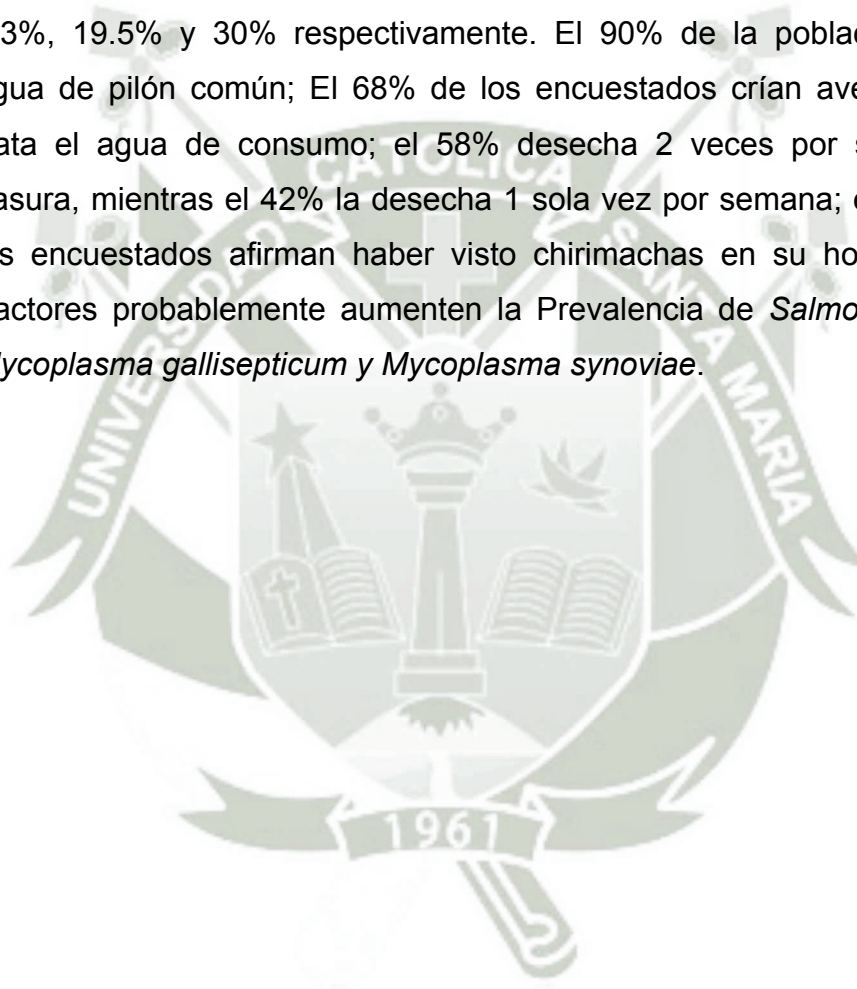 3%, 19.5% y 30% respectivamente. El 90% de la poblac
gua de pilón común; El 68% de los encuestados crían ave
ata el agua de consumo; el 58% desecha 2 veces por s
asura, mientras el 42% la desecha 1 sola vez por semana; e
s encuestados afirman haber visto chirimachas en su ho
actores probablemente aumenten la Prevalencia de Salmo
ycoplasma gallisepticum y Mycoplasma synoviae.
UNIVERSIDAD CATOLICA SANTA MARIA
1961